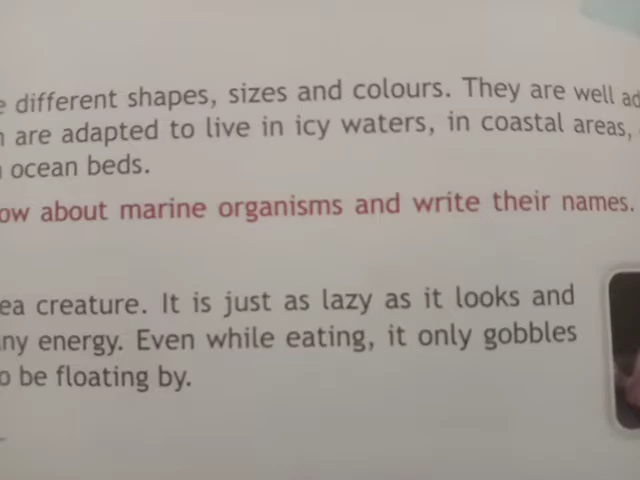 different shapes, sizes and colours. They are well
are adapted to live in icy waters, in coastal areas,
ocean beds.
about marine organisms and write their names.
creature. It is just as lazy as it looks and
energy. Even while eating, it only gobbles
be floating by.